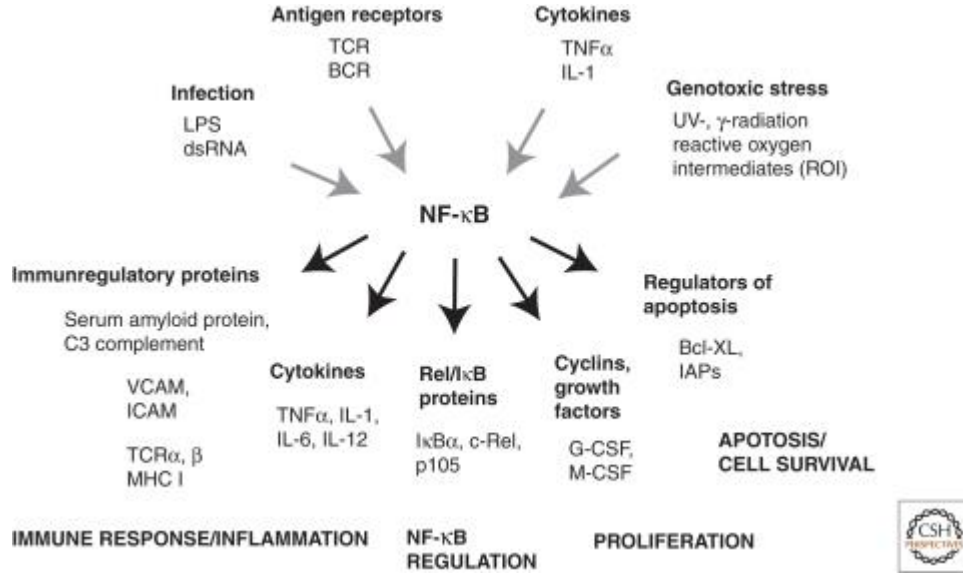 Antigen receptors
TCR
BCR
Cytokines
TNFα
IL-1
Infection
LPS
dsRNA
Genotoxic stress
UV-, γ-radiation
reactive oxygen
intermediates (ROI)
NF-κB
Immunregulatory proteins
Serum amyloid protein,
C3 complement
VCAM,
ICAM
TCRα, β
MHC I
Cytokines
TNFα, IL-1,
IL-6, IL-12
Rel/IκB
proteins
IκBα, c-Rel,
p105
Cyclins,
growth
factors
G-CSF,
M-CSF
Regulators of
apoptosis
Bcl-XL,
IAPs
APOTOSIS/
CELL SURVIVAL
IMMUNE RESPONSE/INFLAMMATION
NF-κB
REGULATION
PROLIFERATION
CSH
PERSPECTIVES